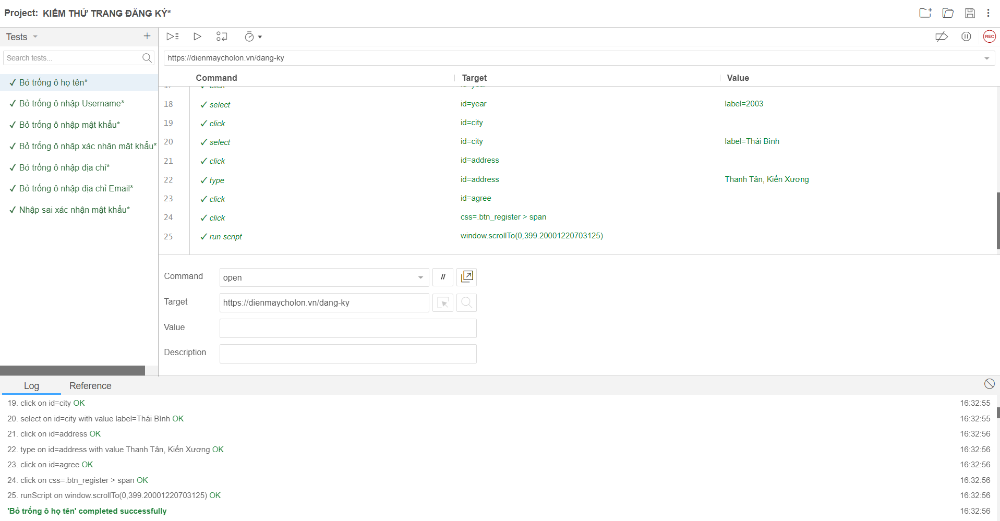 Project: KIỂM THỬ TRANG ĐĂNG KÝ*
Tests
Search tests...
Bỏ trống ô họ tên*
Bỏ trống ô nhập Username*
Bỏ trống ô nhập mật khẩu*
Bỏ trống ô nhập xác nhận mật khẩu*
Bỏ trống ô nhập địa chỉ*
Bỏ trống ô nhập địa chỉ Email*
Nhập sai xác nhận mật khẩu*
REC
https://dienmaycholon.vn/dang-ky
Command Target Value
17 click id=year
18 select id=year label=2003
19 click id=city
20 select id=city label=Thái Bình
21 click id=address
22 type id=address Thanh Tân, Kiến Xương
23 click id=agree
24 click css=.btn_register > span
25 run script window.scrollTo(0,399.20001220703125)
Command open //
Target https://dienmaycholon.vn/dang-ky
Value
Description
Log Reference
19. click on id=city OK 16:32:55
20. select on id=city with value label=Thái Bình OK 16:32:55
21. click on id=address OK 16:32:56
22. type on id=address with value Thanh Tân, Kiến Xương OK 16:32:56
23. click on id=agree OK 16:32:56
24. click on css=.btn_register > span OK 16:32:56
25. runScript on window.scrollTo(0,399.20001220703125) OK 16:32:56
'Bỏ trống ô họ tên' completed successfully 16:32:56